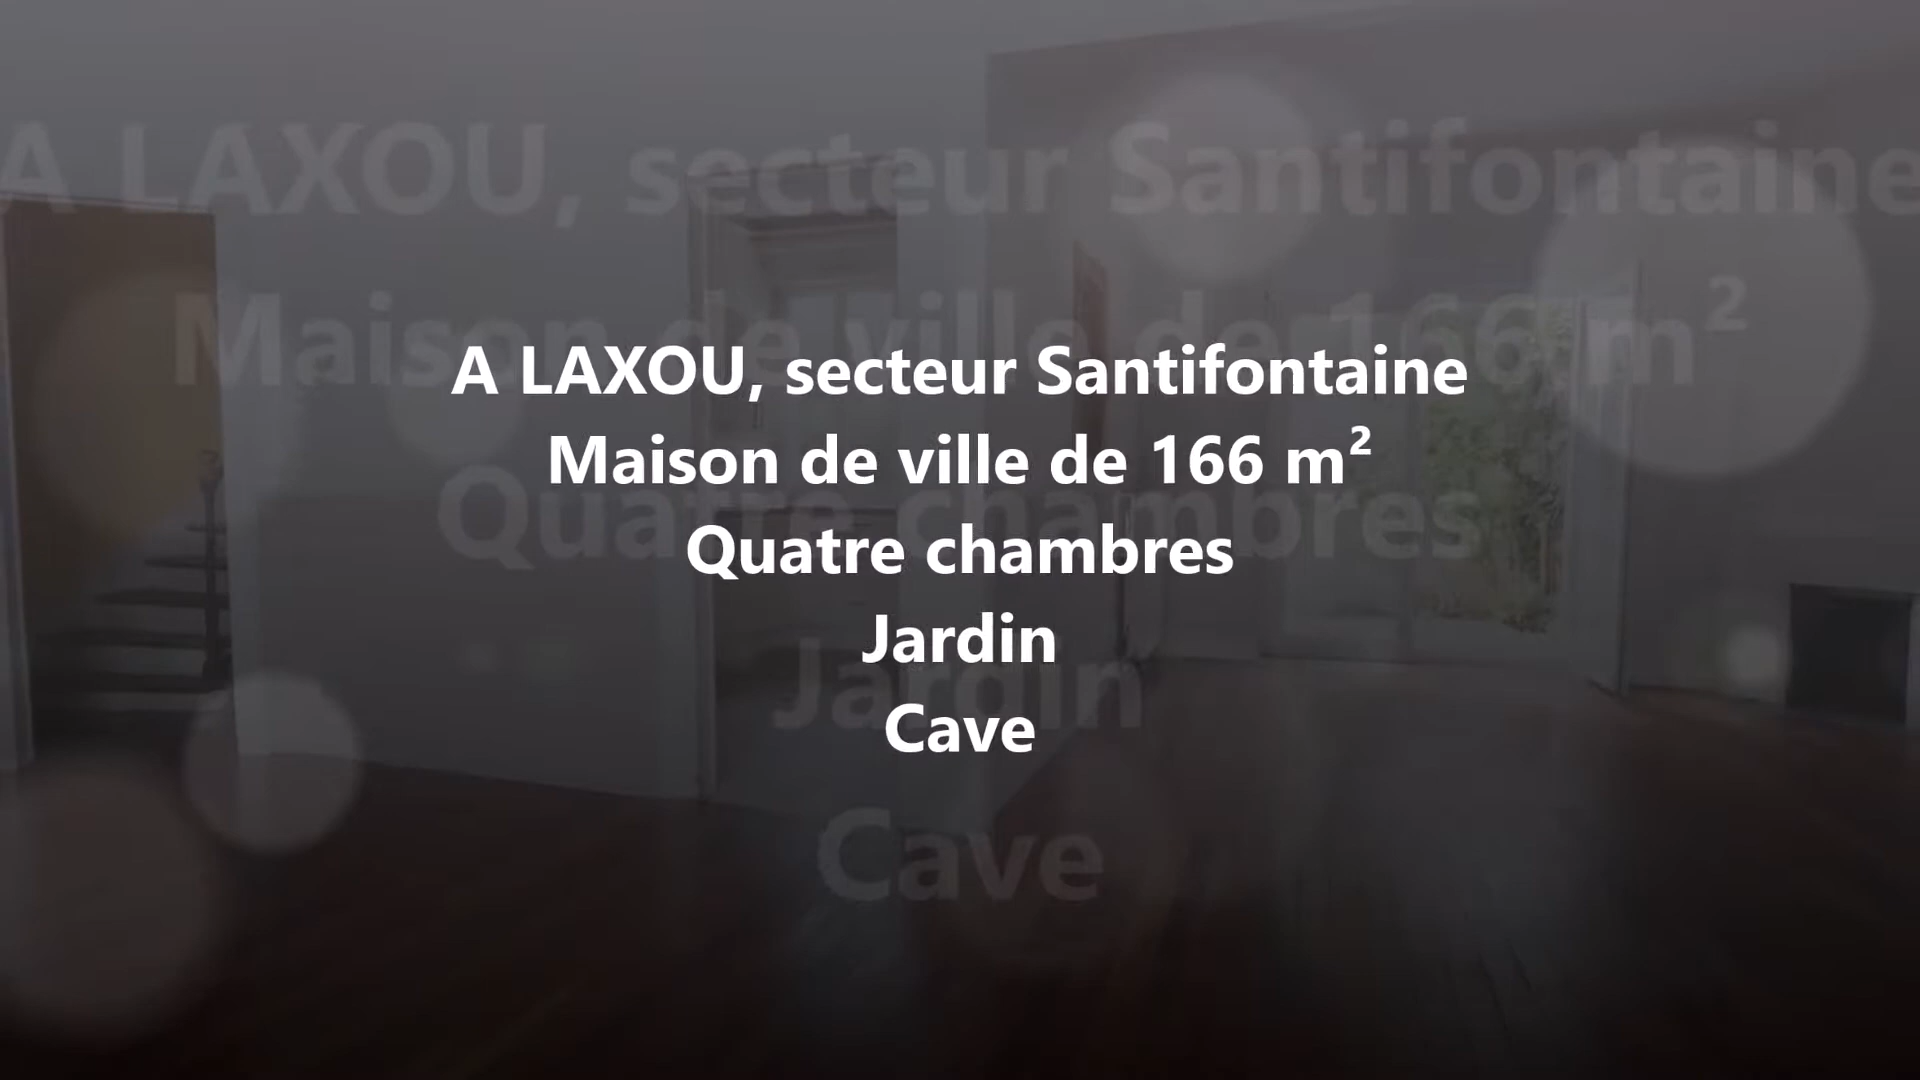 A LAXOU, secteur Santifontaine
Maison de ville de 166 m²
Quatre chambres
Jardin
Cave